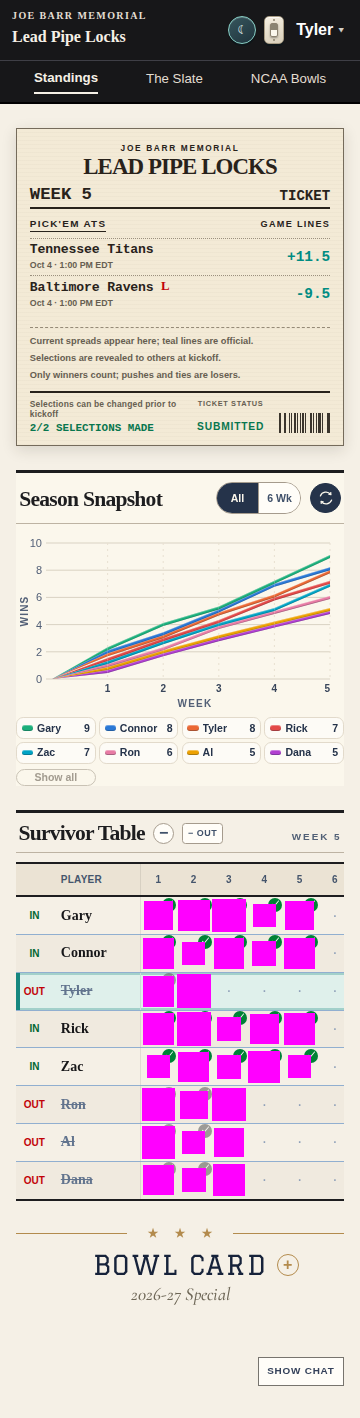 JOE BARR MEMORIAL
Lead Pipe Locks
Tyler
Standings The Slate NCAA Bowls
JOE BARR MEMORIAL
LEAD PIPE LOCKS
WEEK 5 TICKET
PICK'EM ATS GAME LINES
Tennessee Titans
Oct 4 · 1:00 PM EDT
+11.5
Baltimore Ravens L
Oct 4 · 1:00 PM EDT
-9.5
Current spreads appear here; teal lines are official.
Selections are revealed to others at kickoff.
Only winners count; pushes and ties are losers.
Selections can be changed prior to kickoff
2/2 SELECTIONS MADE
TICKET STATUS
SUBMITTED
Season Snapshot All 6 Wk
10
8
6
4
2
0
WINS
1 2 3 4 5
WEEK
Gary 9 Connor 8 Tyler 8 Rick 7
Zac 7 Ron 6 Al 5 Dana 5
Show all
Survivor Table − − OUT WEEK 5
PLAYER 1 2 3 4 5 6
IN Gary
IN Connor
OUT Tyler
IN Rick
IN Zac
OUT Ron
OUT Al
OUT Dana
BOWL CARD +
2026-27 Special
SHOW CHAT